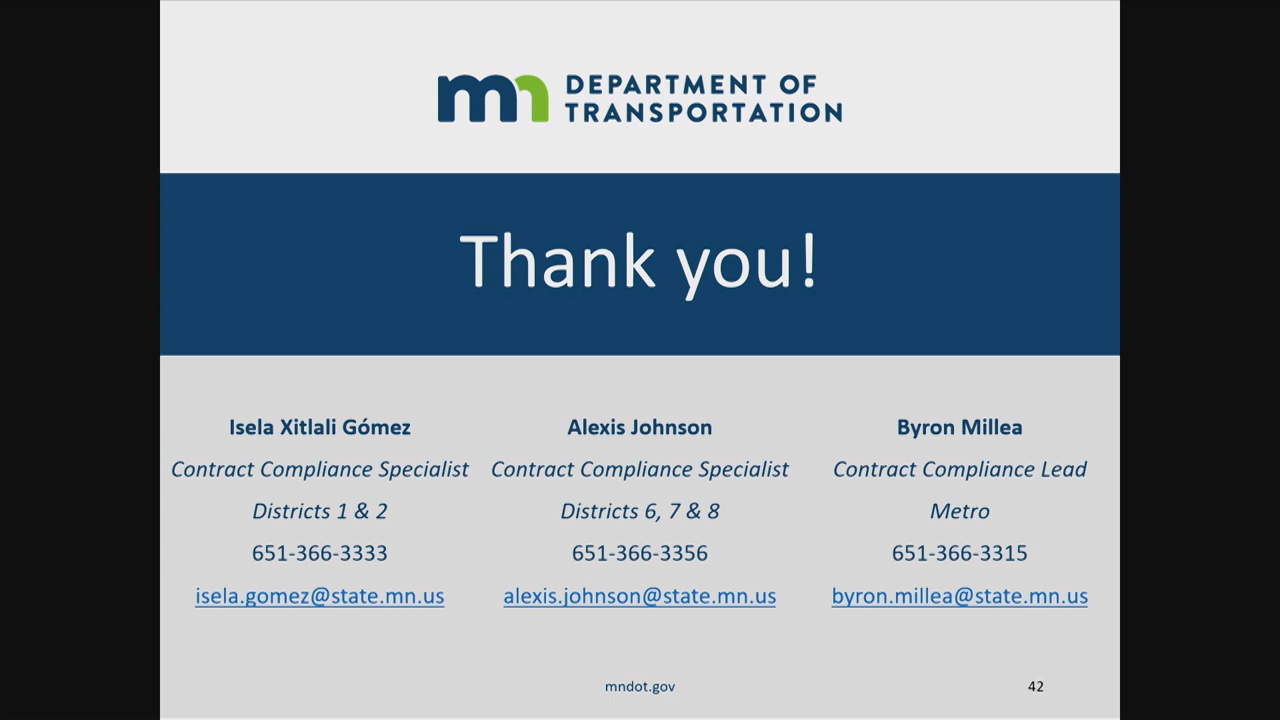 mn DEPARTMENT OF
TRANSPORTATION
Thank you!
Isela Xitlali Gómez
Contract Compliance Specialist
Districts 1 & 2
651-366-3333
isela.gomez@state.mn.us
Alexis Johnson
Contract Compliance Specialist
Districts 6, 7 & 8
651-366-3356
alexis.johnson@state.mn.us
Byron Millea
Contract Compliance Lead
Metro
651-366-3315
byron.millea@state.mn.us
mndot.gov
42